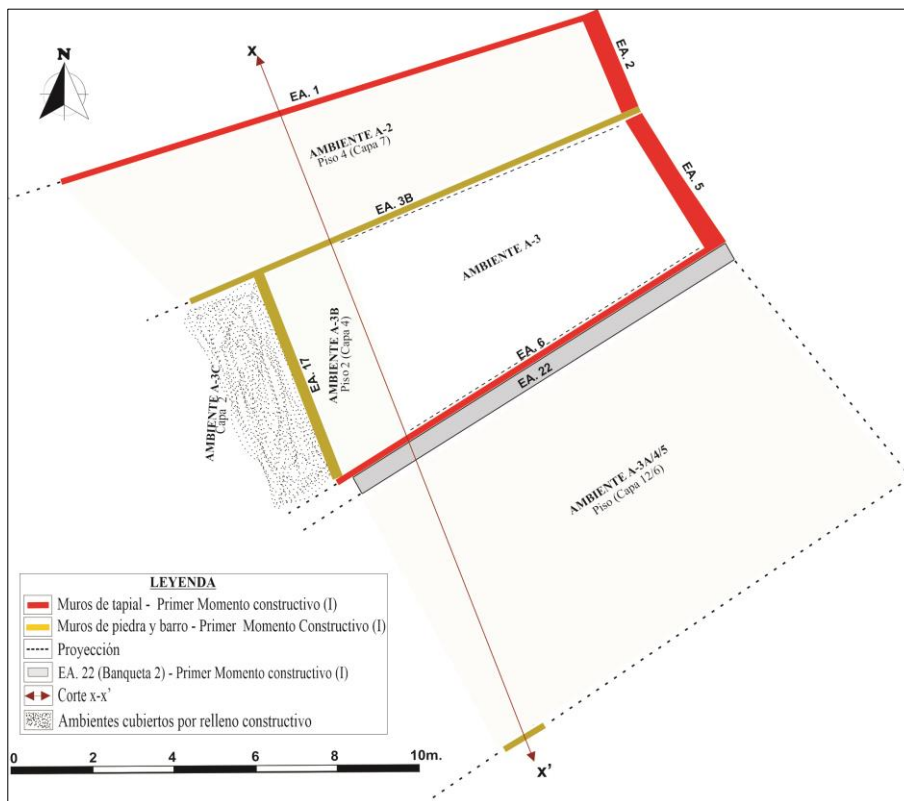 N
X
EA. 1
EA. 2
AMBIENTE A-2
Piso 4 (Capa 7)
EA. 3B
EA. 5
AMBIENTE A-3
AMBIENTE A-3B
Piso 2 (Capa 4)
EA. 17
AMBIENTE A-3C
Capa 2
EA. 6
EA. 22
AMBIENTE A-3A/4/5
Piso (Capa 12/6)
X'
LEYENDA
Muros de tapial - Primer Momento constructivo (I)
Muros de piedra y barro - Primer Momento Constructivo (I)
Proyección
EA. 22 (Banqueta 2) - Primer Momento constructivo (I)
Corte x-x'
Ambientes cubiertos por relleno constructivo
0 2 4 6 8 10m.